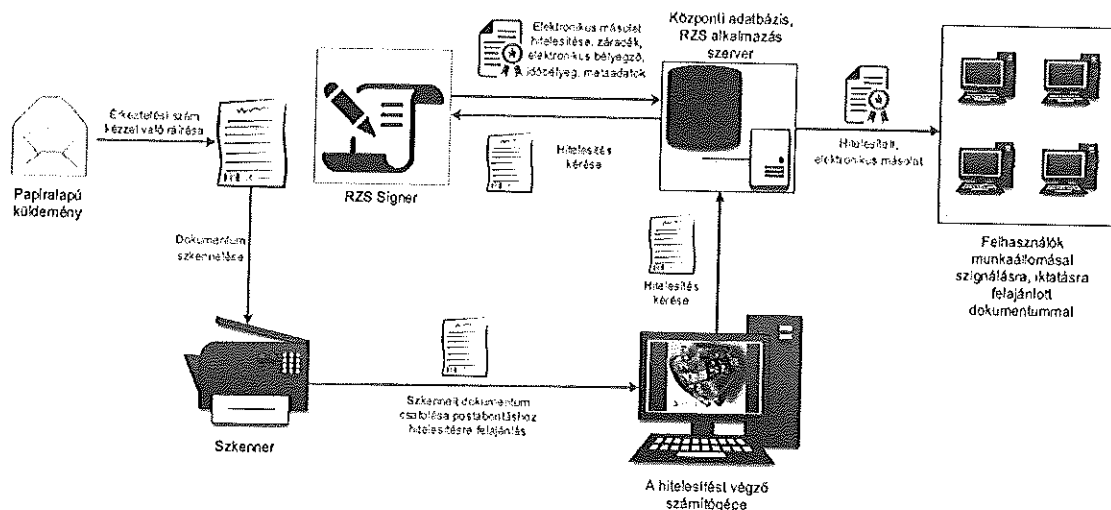 Papíralapú
küldemény
Érkeztetési szám
kézzel való ráírása
Dokumentum
szkennelése
Szkenner
Szkennelt dokumentum
csatolása postabontáshoz
hitelesítésre felajánlás
A hitelesítést végző
számítógépe
Hitelesítés
kérése
Központi adatbázis,
RZS alkalmazás
szerver
Hitelesítés
kérése
RZS Signer
Elektronikus másolat
hitelesítése, záradék,
elektronikus bélyegző,
időbélyeg, metaadatok
Hitelesített,
elektronikus másolat
Felhasználók
munkaállomásai
szignálásra, iktatásra
felajánlott
dokumentummal